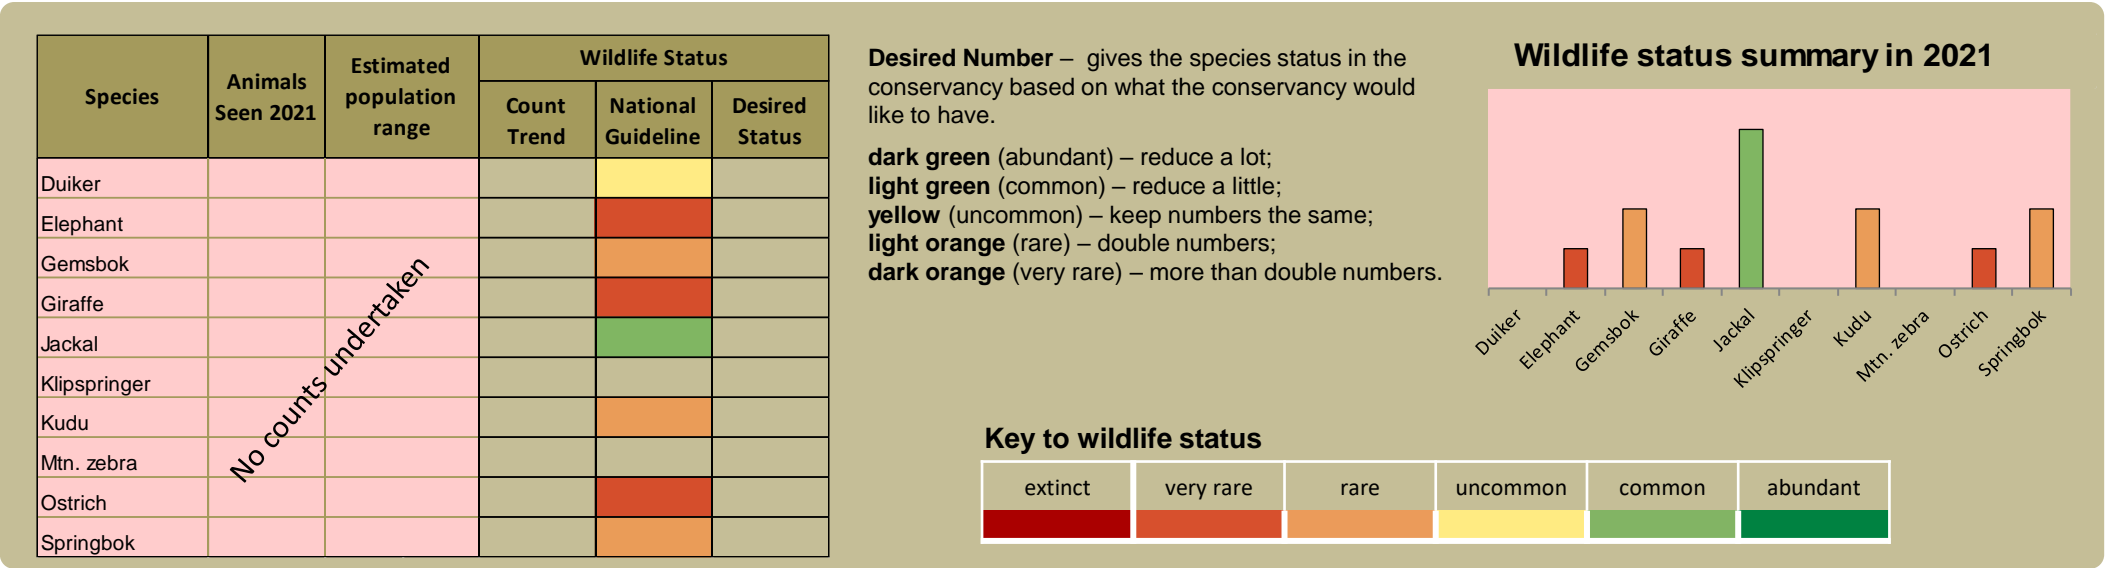 Species
Animals
Seen 2021
Estimated
population
range
Wildlife Status
Count
Trend
National
Guideline
Desired
Status
Duiker
Elephant
Gemsbok
Giraffe
Jackal
Klipspringer
Kudu
Mtn. zebra
Ostrich
Springbok
No counts undertaken
Desired Number – gives the species status in the
conservancy based on what the conservancy would
like to have.
dark green (abundant) – reduce a lot;
light green (common) – reduce a little;
yellow (uncommon) – keep numbers the same;
light orange (rare) – double numbers;
dark orange (very rare) – more than double numbers.
Wildlife status summary in 2021
Duiker
Elephant
Gemsbok
Giraffe
Jackal
Klipspringer
Kudu
Mtn. zebra
Ostrich
Springbok
Key to wildlife status
extinct very rare rare uncommon common abundant